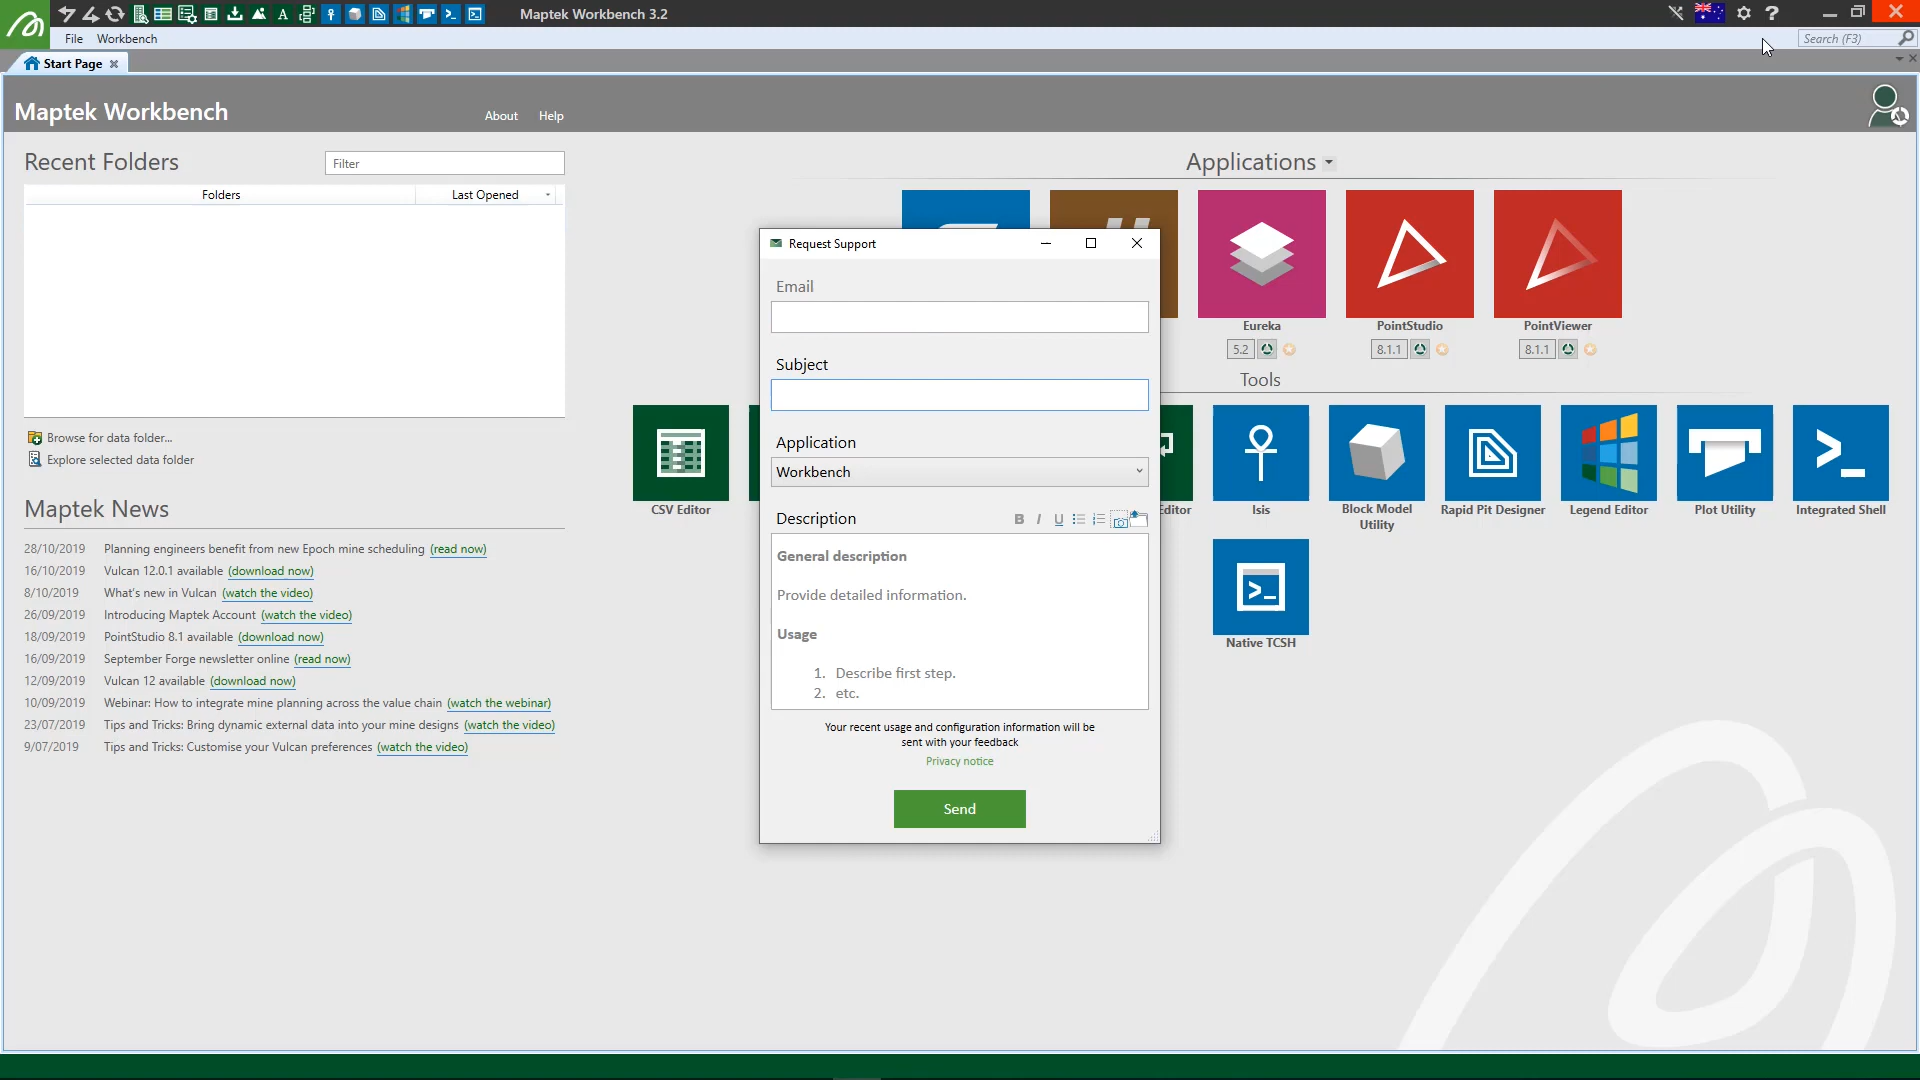 Maptek Workbench 3.2
File Workbench
Search (F3)
Start Page
Maptek Workbench
About Help
Recent Folders
Filter
Folders Last Opened
Browse for data folder...
Explore selected data folder
Maptek News
28/10/2019 Planning engineers benefit from new Epoch mine scheduling (read now)
16/10/2019 Vulcan 12.0.1 available (download now)
8/10/2019 What's new in Vulcan (watch the video)
26/09/2019 Introducing Maptek Account (watch the video)
18/09/2019 PointStudio 8.1 available (download now)
16/09/2019 September Forge newsletter online (read now)
12/09/2019 Vulcan 12 available (download now)
10/09/2019 Webinar: How to integrate mine planning across the value chain (watch the webinar)
23/07/2019 Tips and Tricks: Bring dynamic external data into your mine designs (watch the video)
9/07/2019 Tips and Tricks: Customise your Vulcan preferences (watch the video)
Applications
Eureka
5.2
PointStudio
8.1.1
PointViewer
8.1.1
Tools
CSV Editor
Editor
Isis
Block Model
Utility
Rapid Pit Designer
Legend Editor
Plot Utility
Integrated Shell
Native TCSH
Request Support
Email
Subject
Application
Workbench
Description
B I U
General description
Provide detailed information.
Usage
1. Describe first step.
2. etc.
Your recent usage and configuration information will be
sent with your feedback
Privacy notice
Send